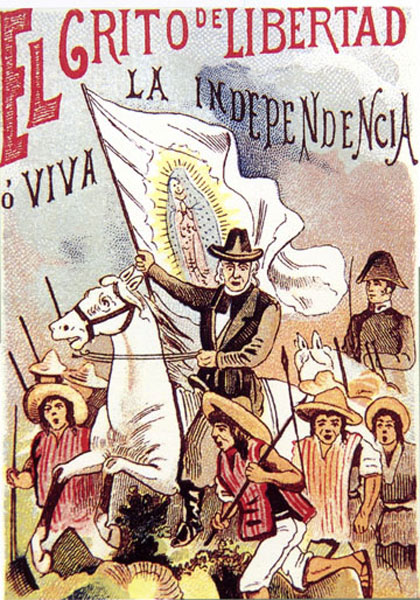 EL GRITO DE LIBERTAD
ó VIVA LA INDEPENDENCIA